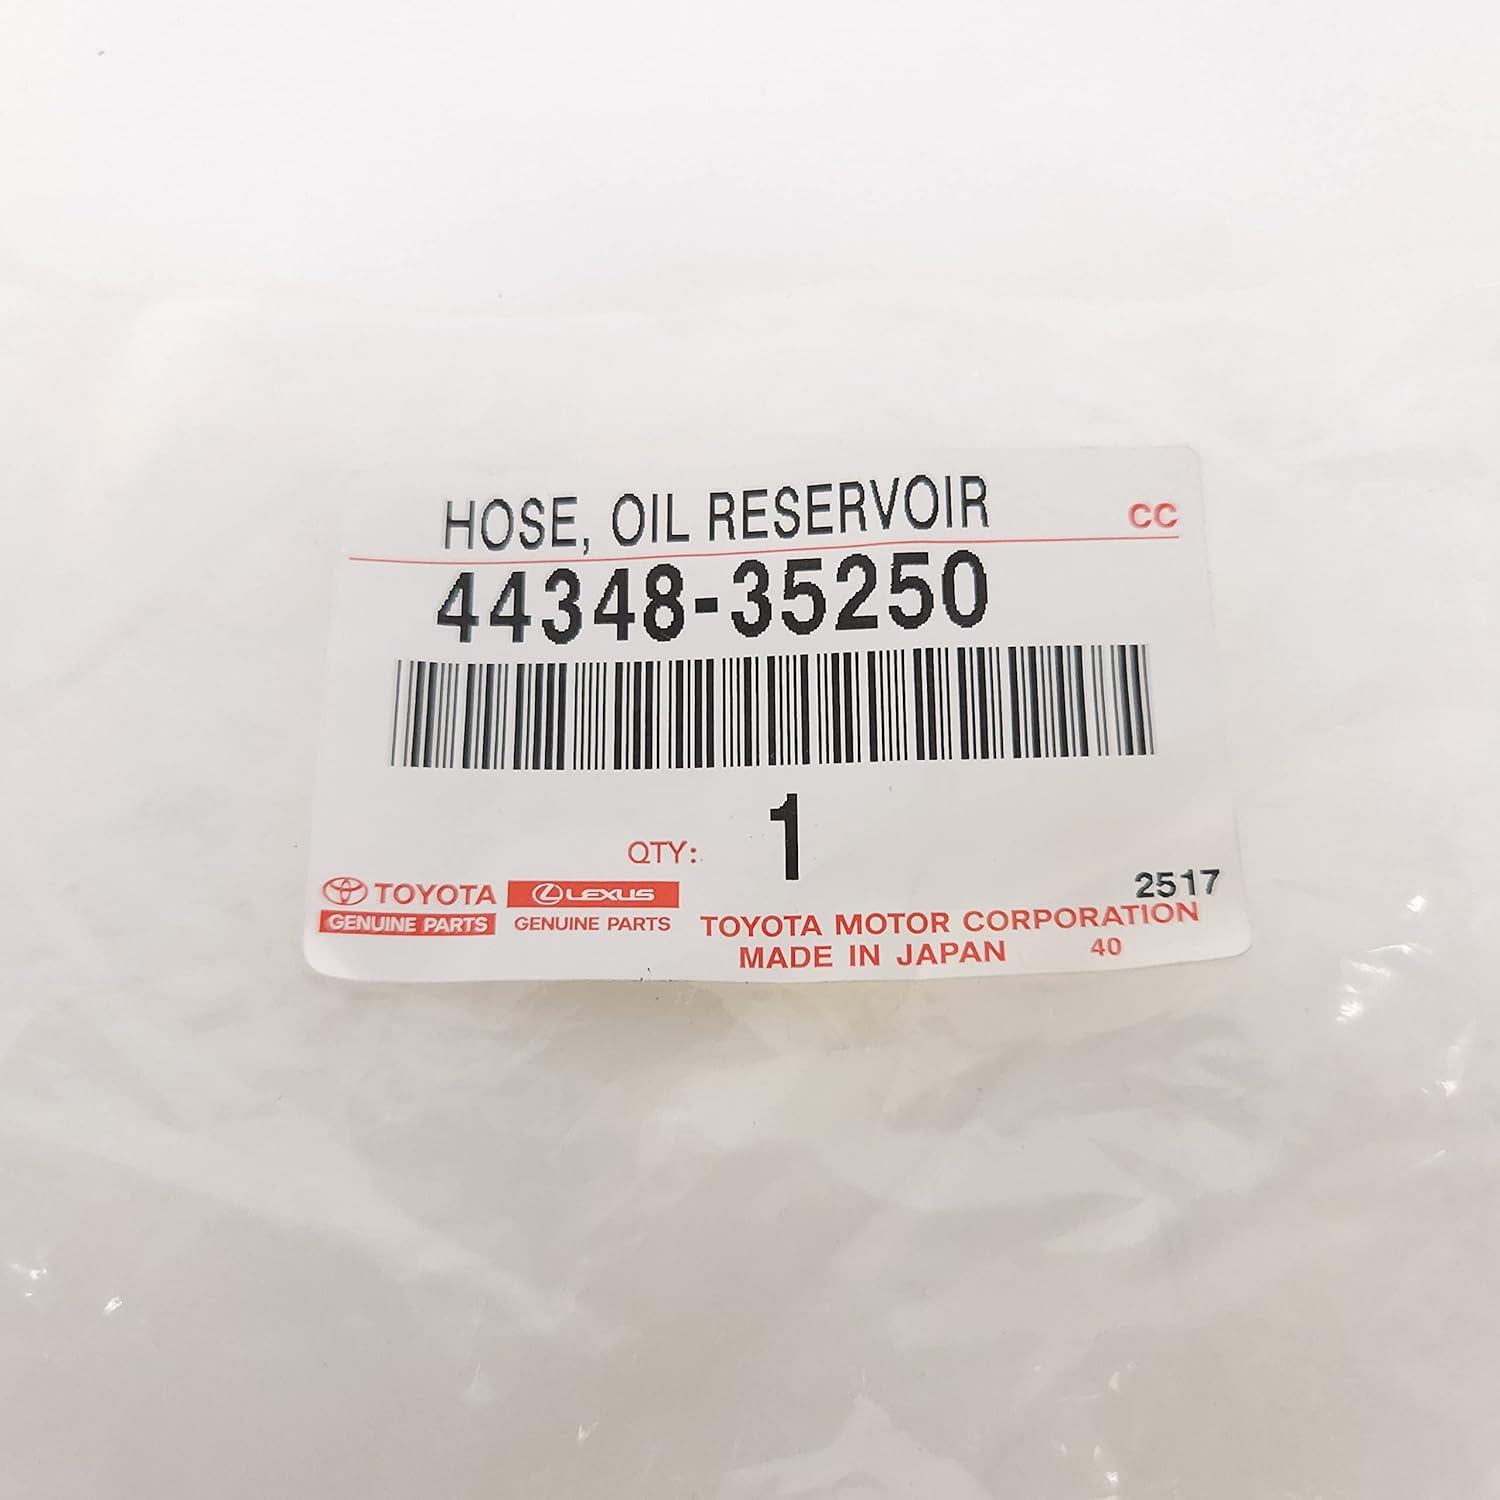 HOSE, OIL RESERVOIR CC
44348-35250
QTY: 1
2517
TOYOTA LEXUS
GENUINE PARTS GENUINE PARTS
TOYOTA MOTOR CORPORATION
MADE IN JAPAN 40